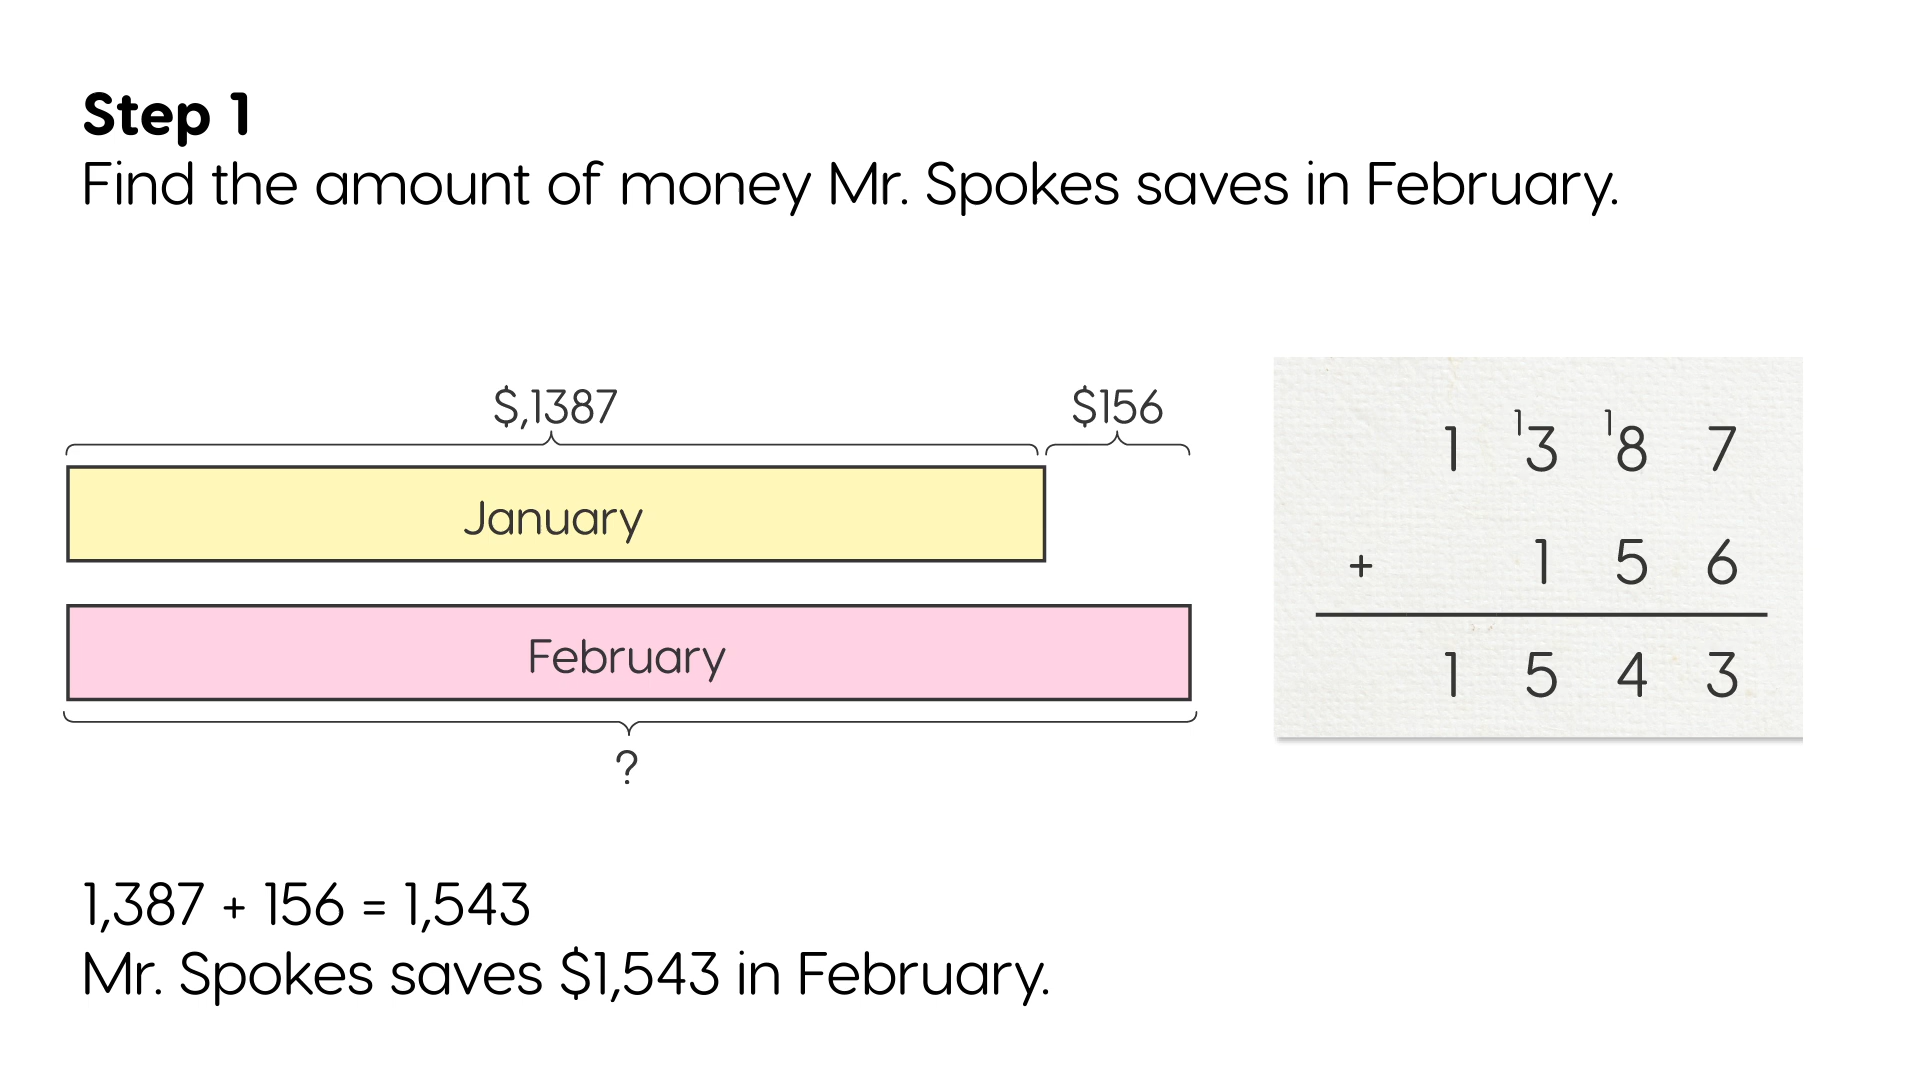 Step 1
Find the amount of money Mr. Spokes saves in February.
$,1387 $156
January
February
?
1 1
1 3 8 7
+ 1 5 6
1 5 4 3
1,387 + 156 = 1,543
Mr. Spokes saves $1,543 in February.